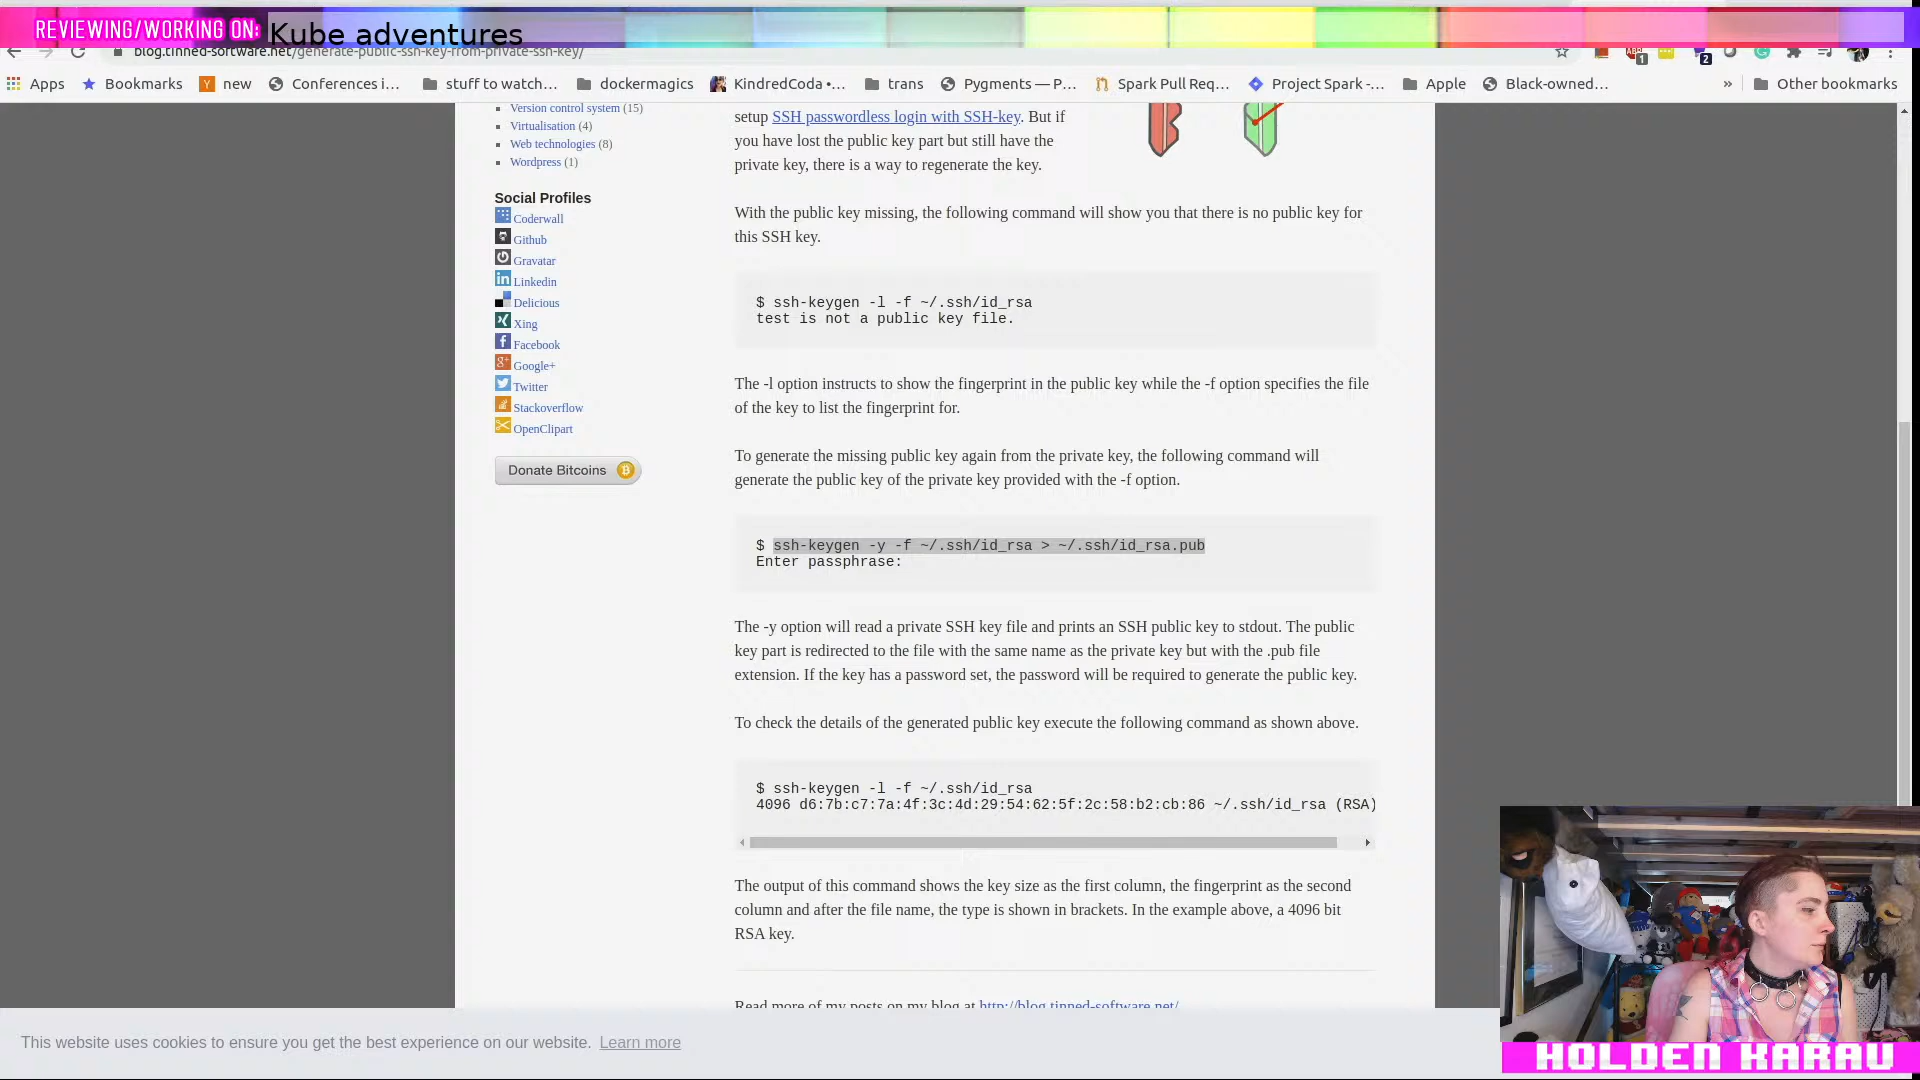 REVIEWING/WORKING ON: Kube adventures
blog.tinned-software.net/generate-public-ssh-key-from-private-ssh-key/
1
2
Apps
Bookmarks
new
Conferences i…
stuff to watch…
dockermagics
KindredCoda •…
trans
Pygments — P…
Spark Pull Req…
Project Spark -…
Apple
Black-owned…
»
Other bookmarks
Version control system (15)
Virtualisation (4)
Web technologies (8)
Wordpress (1)
Social Profiles
Coderwall
Github
Gravatar
Linkedin
Delicious
Xing
Facebook
Google+
Twitter
Stackoverflow
OpenClipart
Donate Bitcoins
setup SSH passwordless login with SSH-key. But if
you have lost the public key part but still have the
private key, there is a way to regenerate the key.
With the public key missing, the following command will show you that there is no public key for
this SSH key.
$ ssh-keygen -l -f ~/.ssh/id_rsa
test is not a public key file.
The -l option instructs to show the fingerprint in the public key while the -f option specifies the file
of the key to list the fingerprint for.
To generate the missing public key again from the private key, the following command will
generate the public key of the private key provided with the -f option.
$ ssh-keygen -y -f ~/.ssh/id_rsa > ~/.ssh/id_rsa.pub
Enter passphrase:
The -y option will read a private SSH key file and prints an SSH public key to stdout. The public
key part is redirected to the file with the same name as the private key but with the .pub file
extension. If the key has a password set, the password will be required to generate the public key.
To check the details of the generated public key execute the following command as shown above.
$ ssh-keygen -l -f ~/.ssh/id_rsa
4096 d6:7b:c7:7a:4f:3c:4d:29:54:62:5f:2c:58:b2:cb:86 ~/.ssh/id_rsa (RSA)
The output of this command shows the key size as the first column, the fingerprint as the second
column and after the file name, the type is shown in brackets. In the example above, a 4096 bit
RSA key.
Read more of my posts on my blog at http://blog.tinned-software.net/
This website uses cookies to ensure you get the best experience on our website. Learn more
HOLDEN KARAU